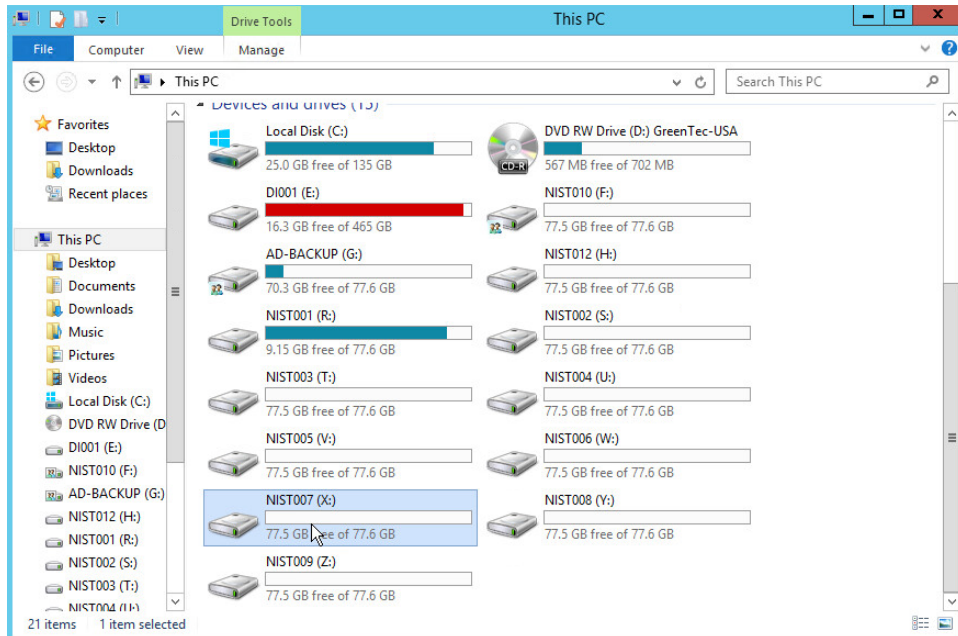 Drive Tools
This PC
File
Computer
View
Manage
This PC
Search This PC
Favorites
Desktop
Downloads
Recent places
This PC
Desktop
Documents
Downloads
Music
Pictures
Videos
Local Disk (C:)
DVD RW Drive (D
DI001 (E:)
NIST010 (F:)
AD-BACKUP (G:)
NIST012 (H:)
NIST001 (R:)
NIST002 (S:)
NIST003 (T:)
NIST004 (U:)
Devices and drives (15)
Local Disk (C:)
25.0 GB free of 135 GB
DVD RW Drive (D:) GreenTec-USA
CD-R
567 MB free of 702 MB
DI001 (E:)
16.3 GB free of 465 GB
NIST010 (F:)
77.5 GB free of 77.6 GB
AD-BACKUP (G:)
70.3 GB free of 77.6 GB
NIST012 (H:)
77.5 GB free of 77.6 GB
NIST001 (R:)
9.15 GB free of 77.6 GB
NIST002 (S:)
77.5 GB free of 77.6 GB
NIST003 (T:)
77.5 GB free of 77.6 GB
NIST004 (U:)
77.5 GB free of 77.6 GB
NIST005 (V:)
77.5 GB free of 77.6 GB
NIST006 (W:)
77.5 GB free of 77.6 GB
NIST007 (X:)
77.5 GB free of 77.6 GB
NIST008 (Y:)
77.5 GB free of 77.6 GB
NIST009 (Z:)
77.5 GB free of 77.6 GB
21 items
1 item selected